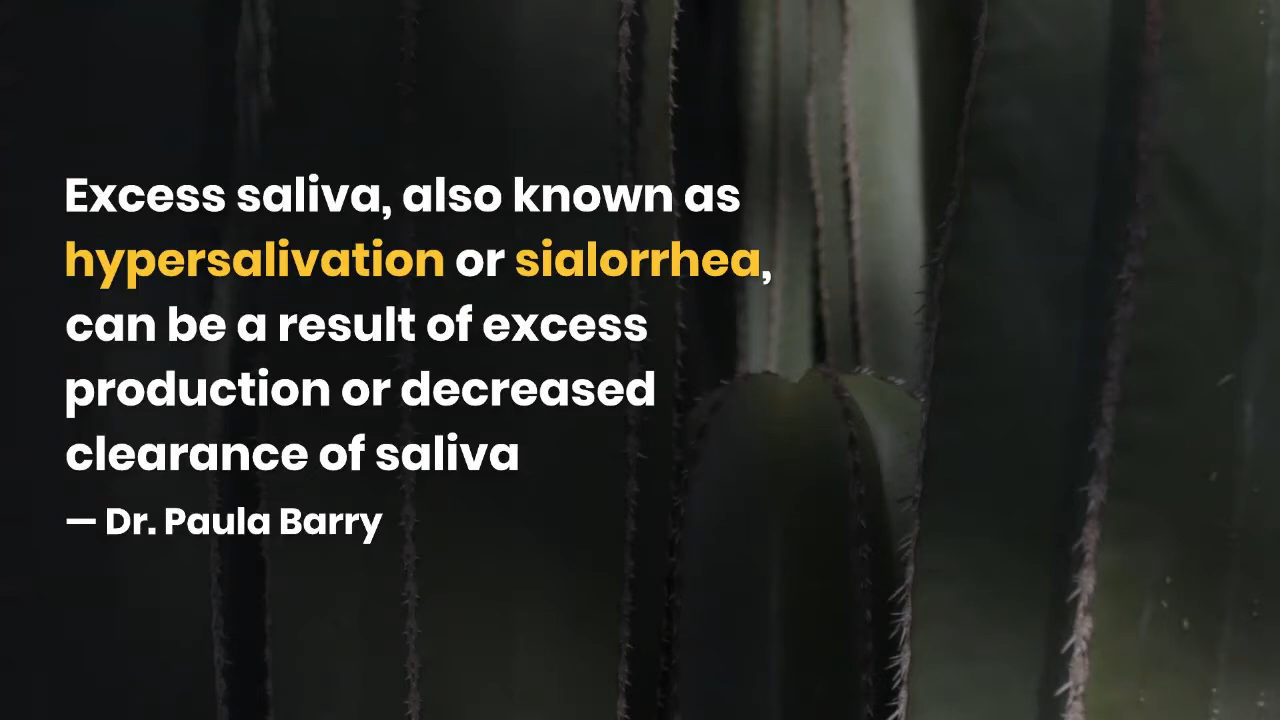 Excess saliva, also known as
hypersalivation or sialorrhea,
can be a result of excess
production or decreased
clearance of saliva
— Dr. Paula Barry